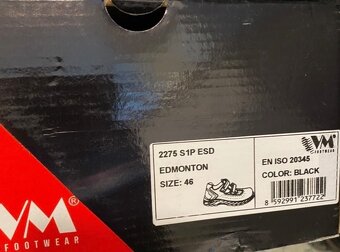 2275 S1P ESD
EDMONTON
SIZE: 46
VM
FOOTWEAR
EN ISO 20345
COLOR: BLACK
8 592991 237722
VM®
FOOTWEAR